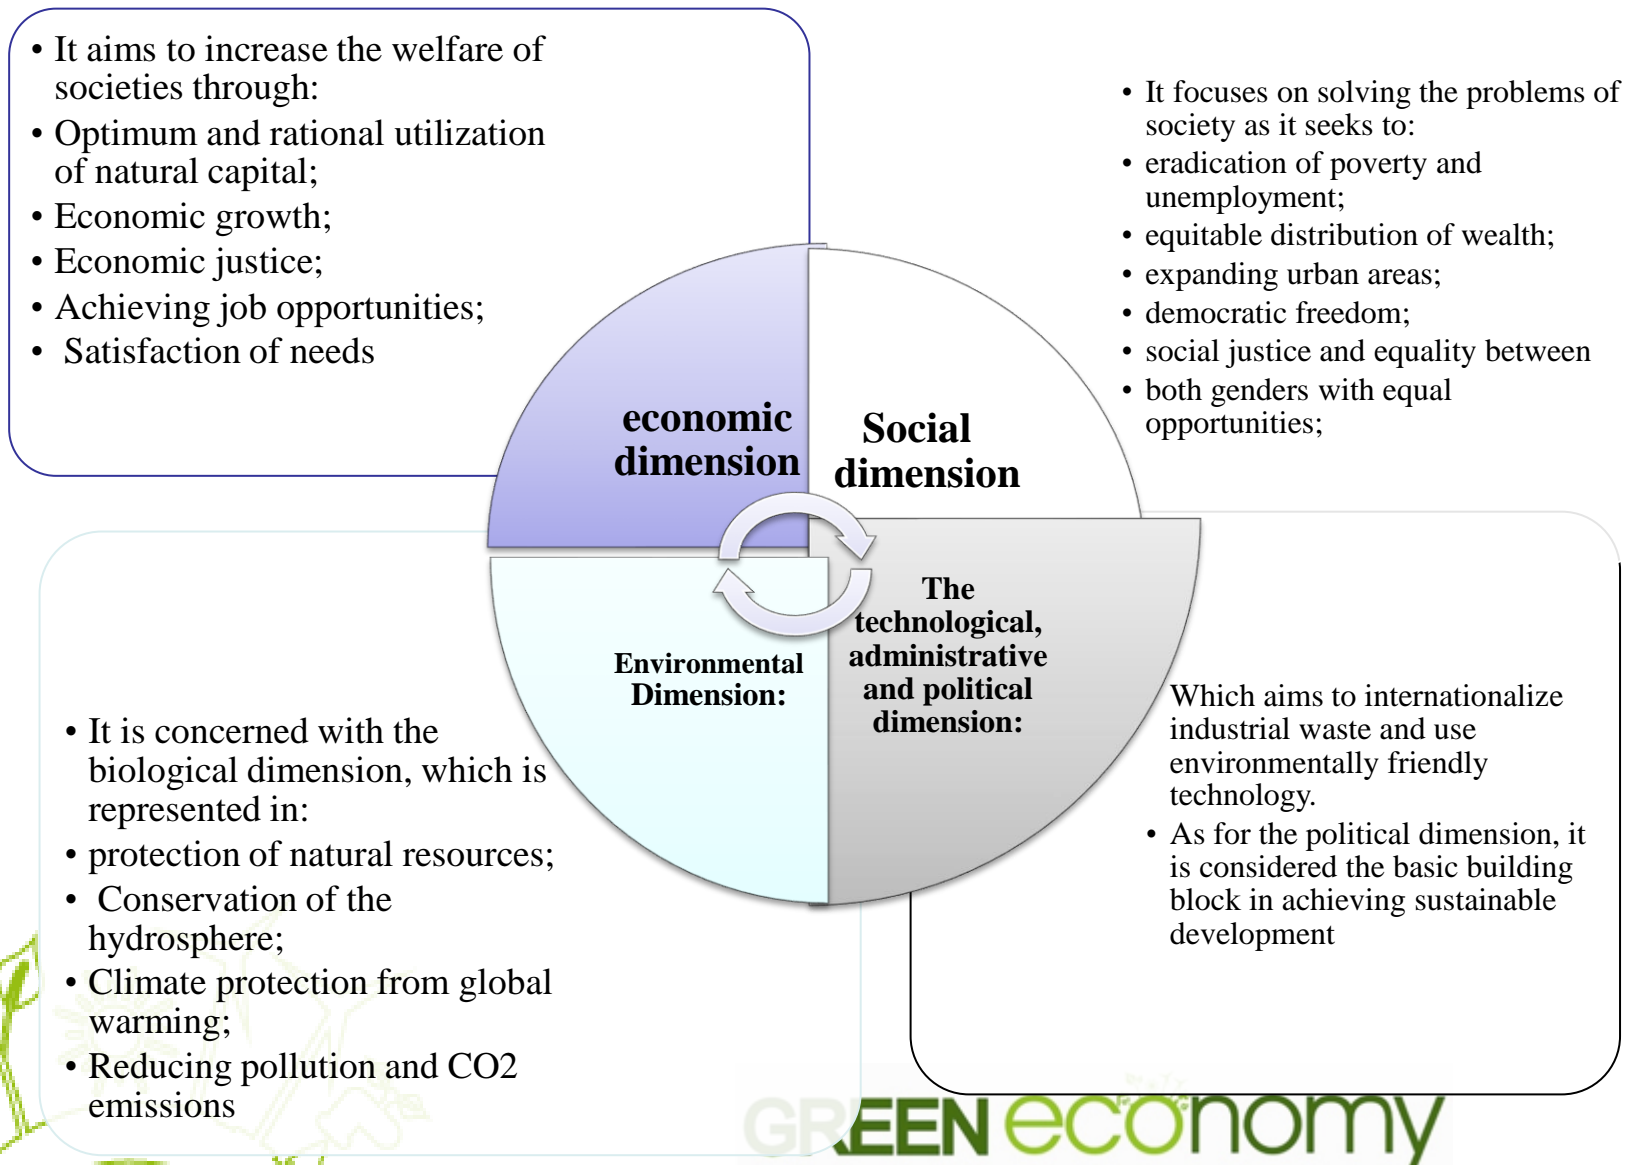 • It aims to increase the welfare of
societies through:
• Optimum and rational utilization
of natural capital;
• Economic growth;
• Economic justice;
• Achieving job opportunities;
• Satisfaction of needs
• It focuses on solving the problems of
society as it seeks to:
• eradication of poverty and
unemployment;
• equitable distribution of wealth;
• expanding urban areas;
• democratic freedom;
• social justice and equality between
• both genders with equal
opportunities;
economic
dimension
Social
dimension
Environmental
Dimension:
The
technological,
administrative
and political
dimension:
• It is concerned with the
biological dimension, which is
represented in:
• protection of natural resources;
• Conservation of the
hydrosphere;
• Climate protection from global
warming;
• Reducing pollution and CO2
emissions
Which aims to internationalize
industrial waste and use
environmentally friendly
technology.
• As for the political dimension, it
is considered the basic building
block in achieving sustainable
development
GREEN economy